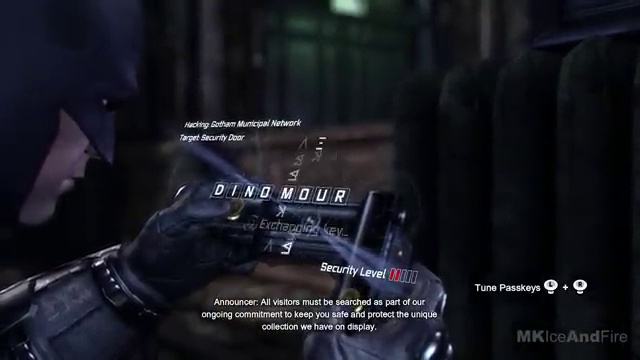 Hacking: Gotham Municipal Network
Target: Security Door
DINOMOUR
Exchanging key...
Security Level
Tune Passkeys L + R
Announcer: All visitors must be searched as part of our
ongoing commitment to keep you safe and protect the unique
collection we have on display.
MKIceAndFire